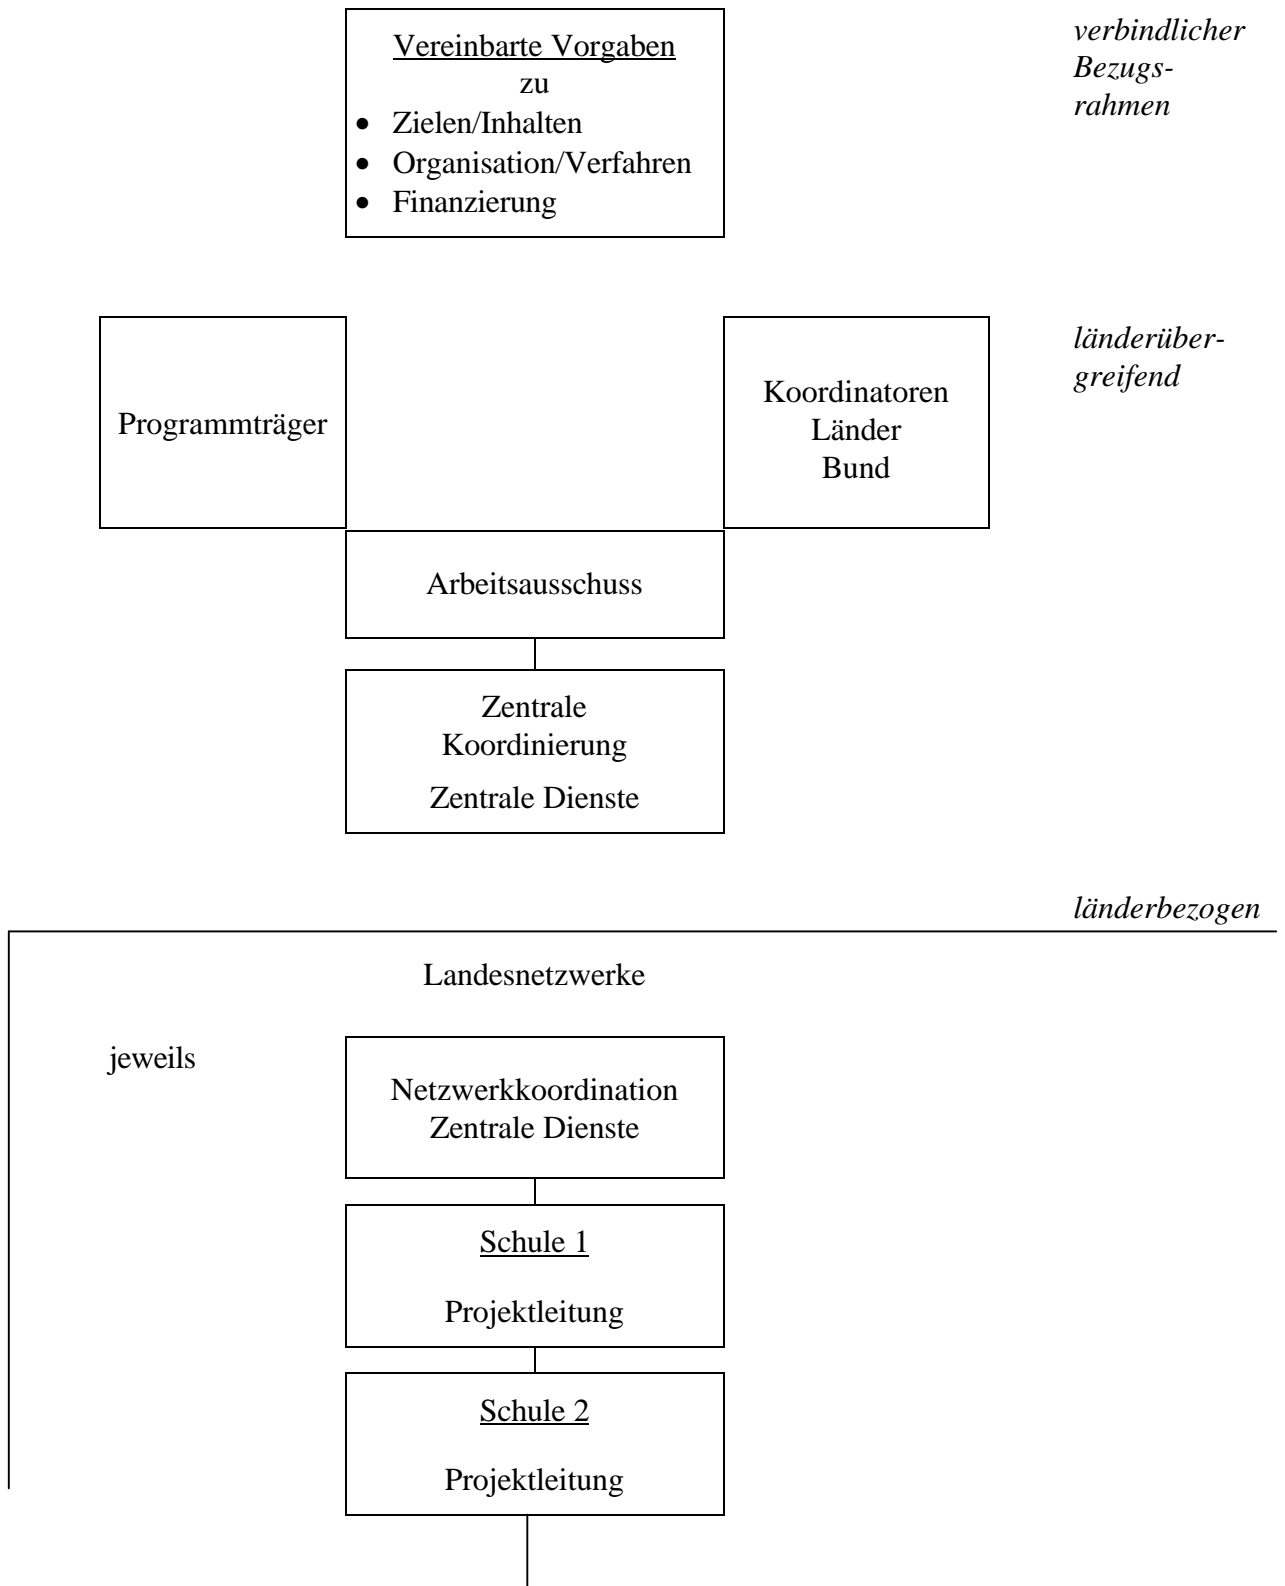 Vereinbarte Vorgaben
zu
• Zielen/Inhalten
• Organisation/Verfahren
• Finanzierung
verbindlicher
Bezugs-
rahmen
Programmträger
Koordinatoren
Länder
Bund
länderüber-
greifend
Arbeitsausschuss
Zentrale
Koordinierung
Zentrale Dienste
länderbezogen
Landesnetzwerke
jeweils
Netzwerkkoordination
Zentrale Dienste
Schule 1
Projektleitung
Schule 2
Projektleitung